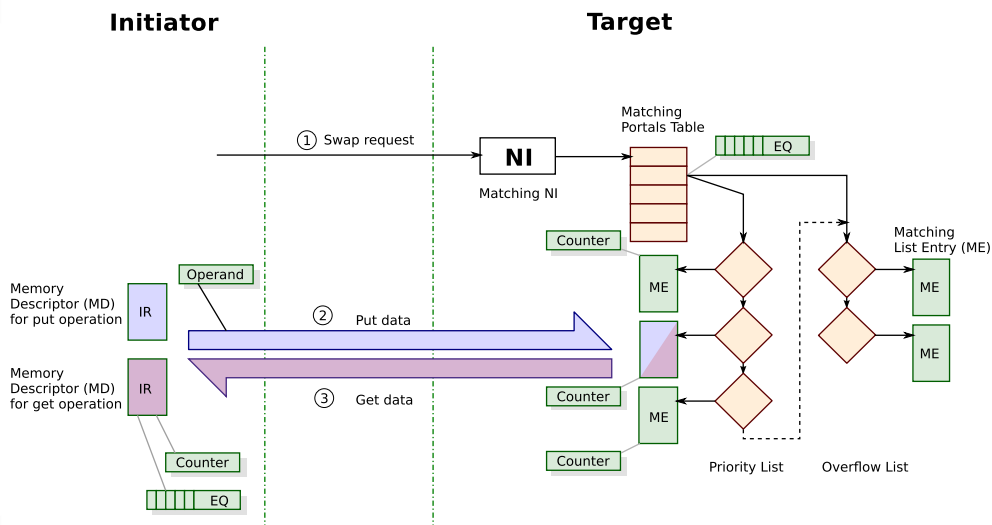 Initiator
Target
Matching
Portals Table
1 Swap request
NI
EQ
Matching NI
Counter
Matching
List Entry (ME)
Operand
Memory
Descriptor (MD)
for put operation
IR
ME
ME
2 Put data
ME
Memory
Descriptor (MD)
for get operation
IR
3 Get data
Counter
ME
Counter
Counter
Priority List
Overflow List
EQ